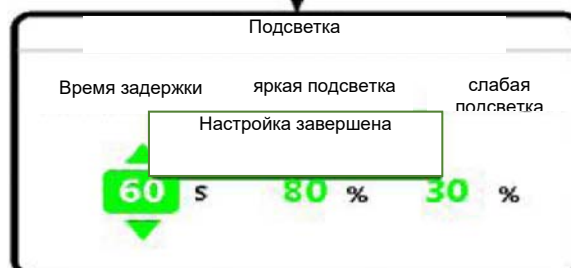 Подсветка
Время задержки яркая подсветка слабая подсветка
Настройка завершена
60 S 80 % 30 %